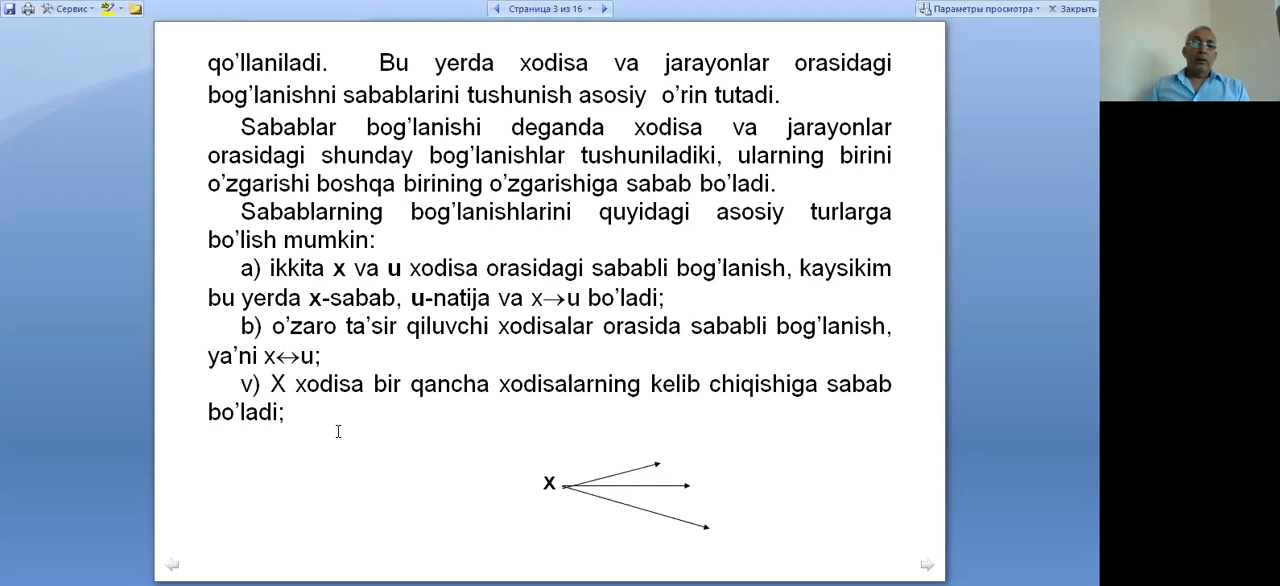 Сервис
Страница 3 из 16
Параметры просмотра
Закрыть
qo’llaniladi. Bu yerda xodisa va jarayonlar orasidagi
bog’lanishni sabablarini tushunish asosiy o’rin tutadi.
Sabablar bog’lanishi deganda xodisa va jarayonlar
orasidagi shunday bog’lanishlar tushuniladiki, ularning birini
o’zgarishi boshqa birining o’zgarishiga sabab bo’ladi.
Sabablarning bog’lanishlarini quyidagi asosiy turlarga
bo’lish mumkin:
a) ikkita x va u xodisa orasidagi sababli bog’lanish, kaysikim
bu yerda x-sabab, u-natija va x→u bo’ladi;
b) o’zaro ta’sir qiluvchi xodisalar orasida sababli bog’lanish,
ya’ni x↔u;
v) X xodisa bir qancha xodisalarning kelib chiqishiga sabab
bo’ladi;
X